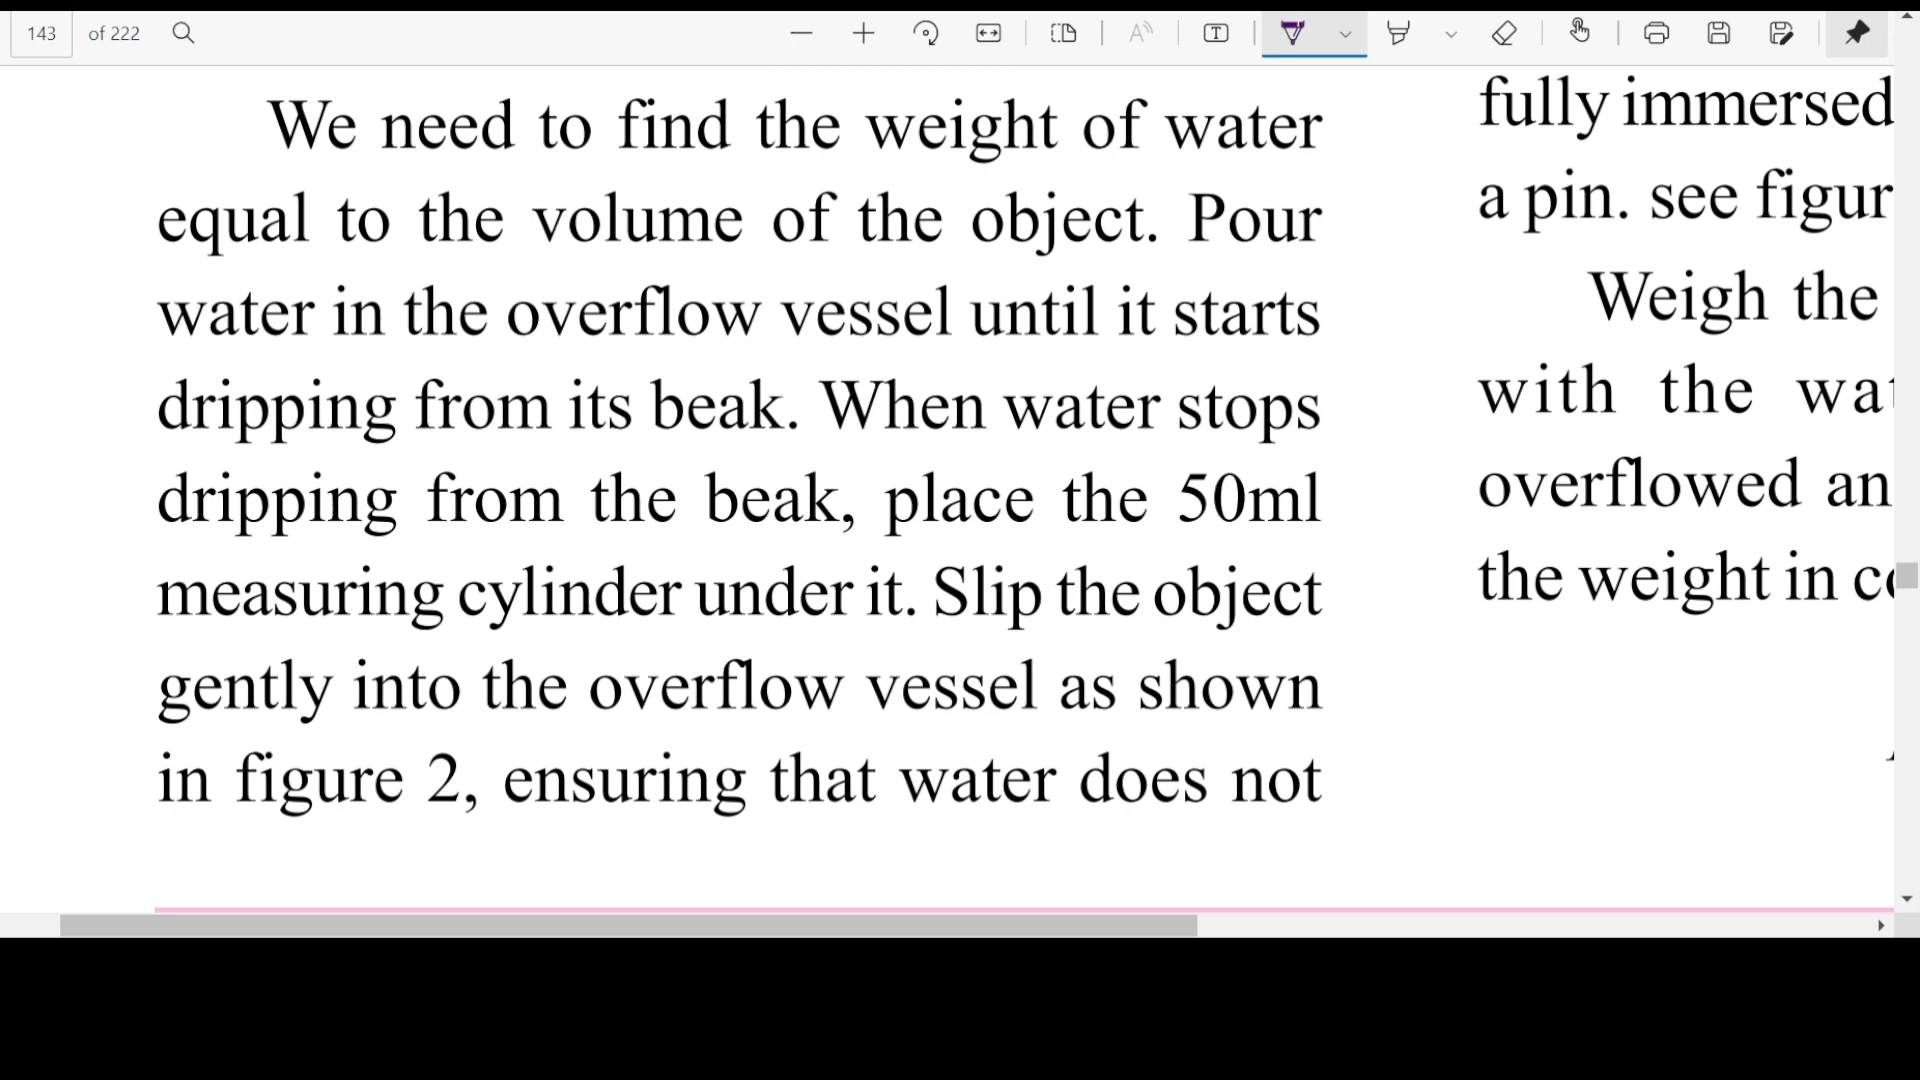 143 of 222
We need to find the weight of water
equal to the volume of the object. Pour
water in the overflow vessel until it starts
dripping from its beak. When water stops
dripping from the beak, place the 50ml
measuring cylinder under it. Slip the object
gently into the overflow vessel as shown
in figure 2, ensuring that water does not
fully immersed
a pin. see figur
Weigh the
with the wa
overflowed an
the weight in c